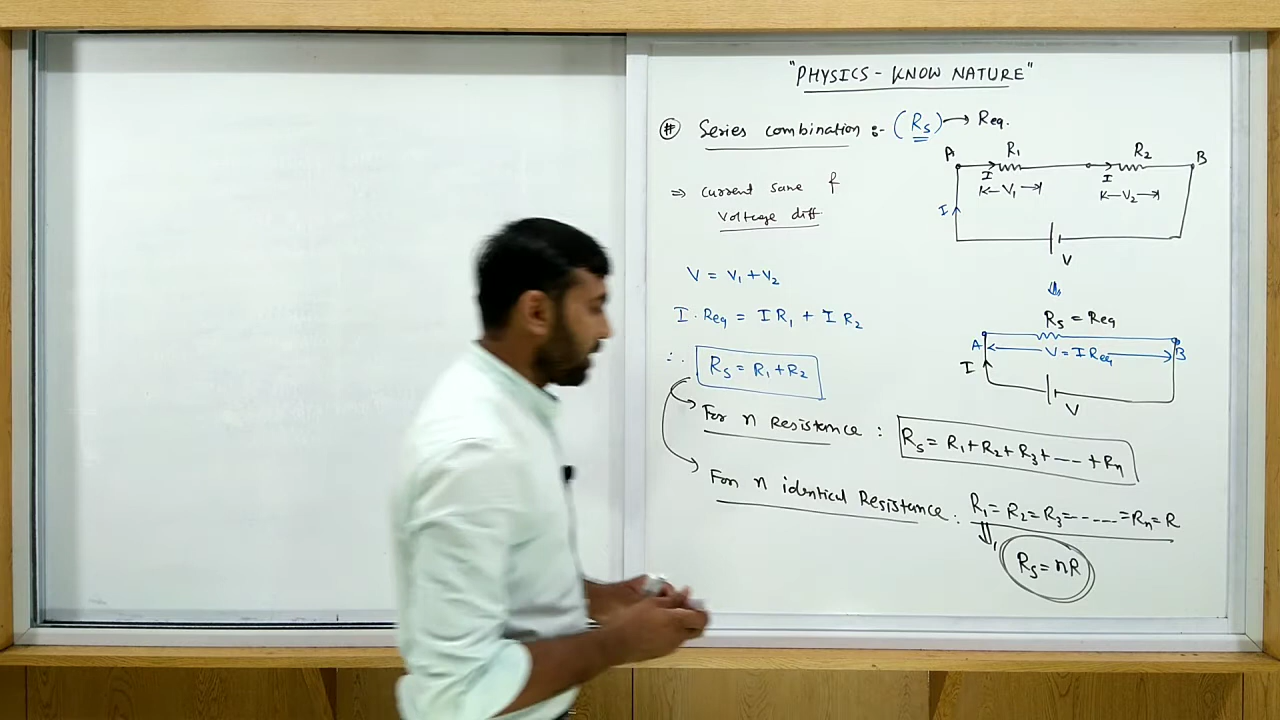 "PHYSICS - KNOW NATURE"
# Series combination :- (Rs) → Req.
⇒ current same f
Voltage diff
V = V₁ + V₂
I. Req = I R₁ + I R₂
∴ Rs = R₁ + R₂
For n Resistance : Rs = R₁ + R₂ + R₃ + ---- + Rn
For n identical Resistance : R₁ = R₂ = R₃ = ------ = Rn = R
⇓
Rs = nR
A R₁ R₂ B
I I
V₁ V₂
I
V
⇓
Rs = Req
A V = I Req B
I
V